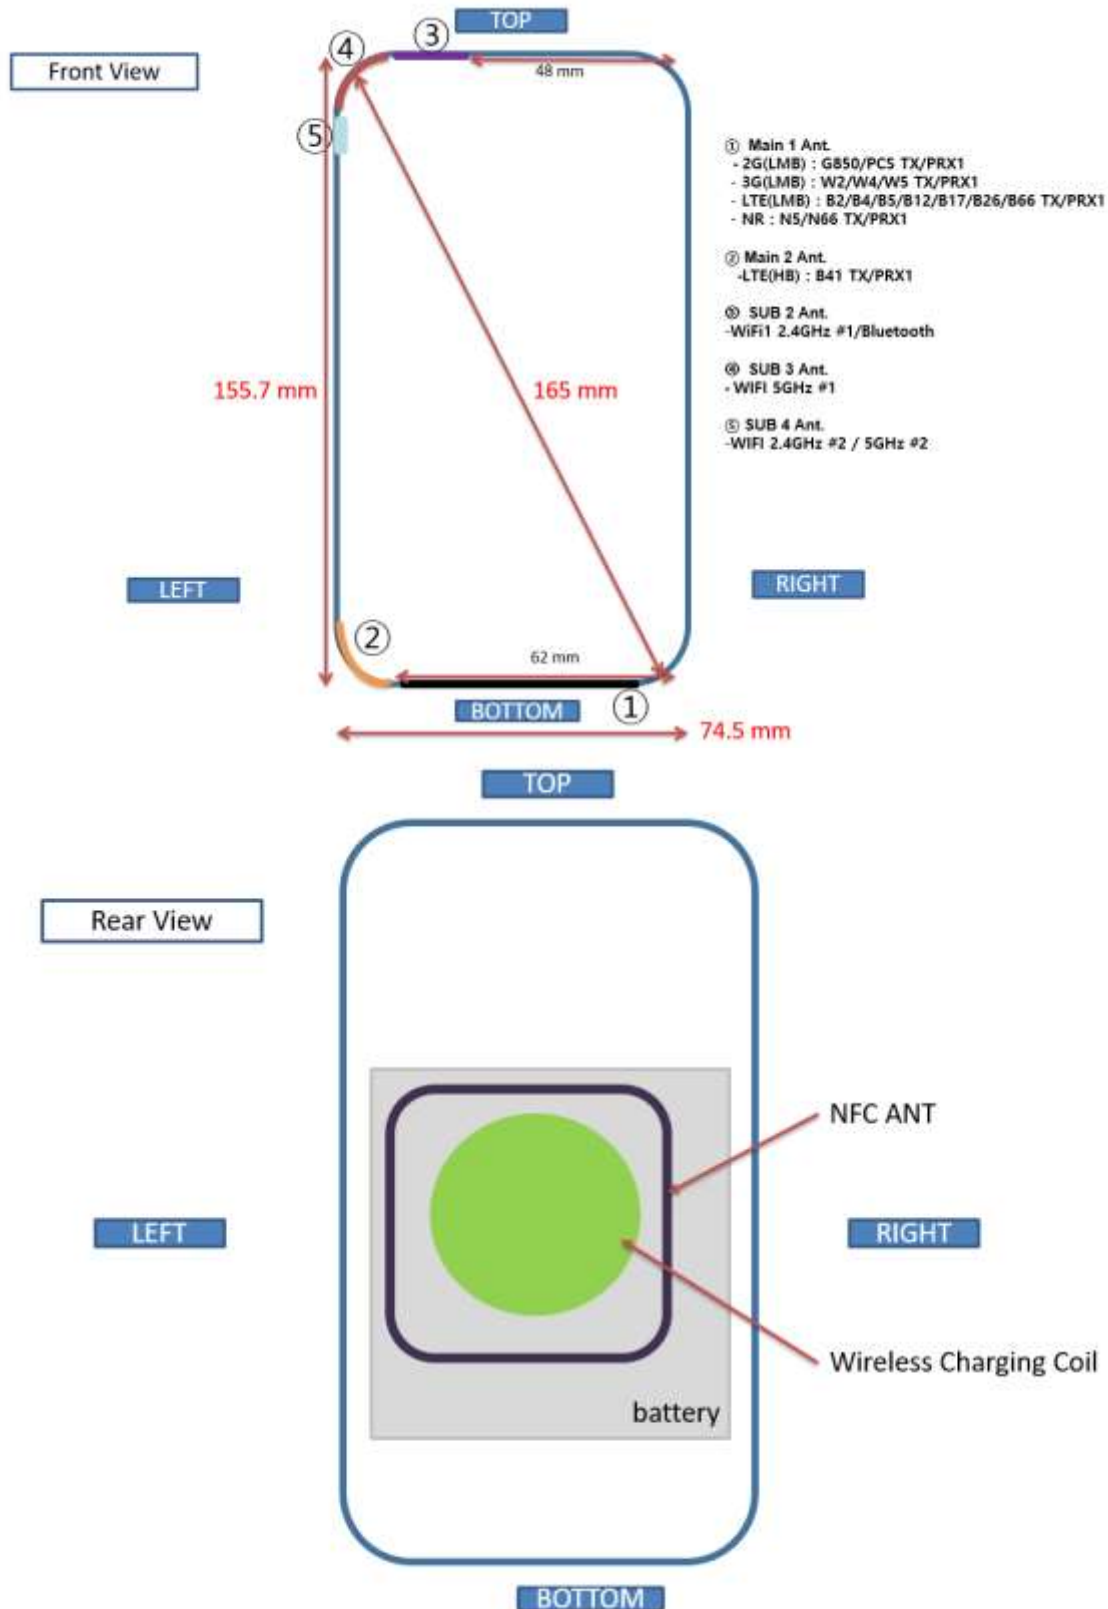 TOP
③
④
Front View
48 mm
⑤
① Main 1 Ant.
- 2G(LMB) : G850/PCS TX/PRX1
- 3G(LMB) : W2/W4/W5 TX/PRX1
- LTE(LMB) : B2/B4/B5/B12/B17/B26/B66 TX/PRX1
- NR : N5/N66 TX/PRX1
② Main 2 Ant.
-LTE(HB) : B41 TX/PRX1
③ SUB 2 Ant.
-WiFi1 2.4GHz #1/Bluetooth
④ SUB 3 Ant.
- WIFI 5GHz #1
⑤ SUB 4 Ant.
-WIFI 2.4GHz #2 / 5GHz #2
155.7 mm
165 mm
LEFT
RIGHT
②
62 mm
BOTTOM
①
74.5 mm
TOP
Rear View
NFC ANT
LEFT
RIGHT
Wireless Charging Coil
battery
BOTTOM